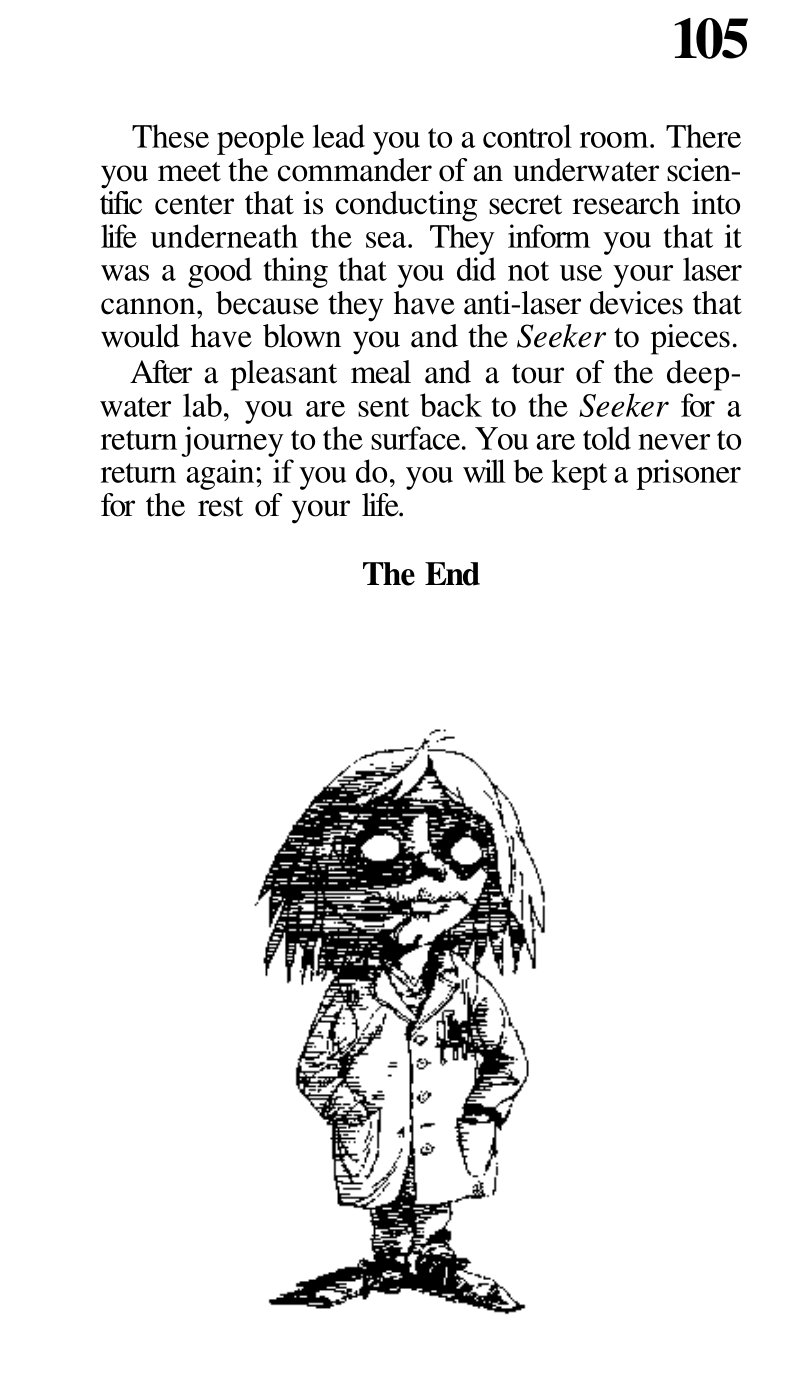 105
These people lead you to a control room. There
you meet the commander of an underwater scien-
tific center that is conducting secret research into
life underneath the sea. They inform you that it
was a good thing that you did not use your laser
cannon, because they have anti-laser devices that
would have blown you and the Seeker to pieces.
After a pleasant meal and a tour of the deep-
water lab, you are sent back to the Seeker for a
return journey to the surface. You are told never to
return again; if you do, you will be kept a prisoner
for the rest of your life.
The End